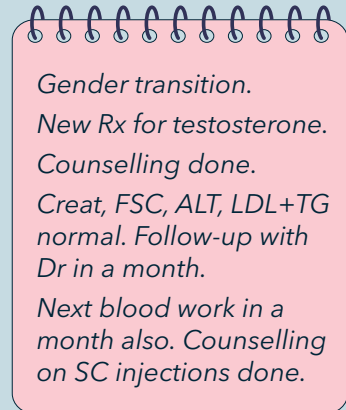 Gender transition.
New Rx for testosterone.
Counselling done.
Creat, FSC, ALT, LDL+TG
normal. Follow-up with
Dr in a month.
Next blood work in a
month also. Counselling
on SC injections done.